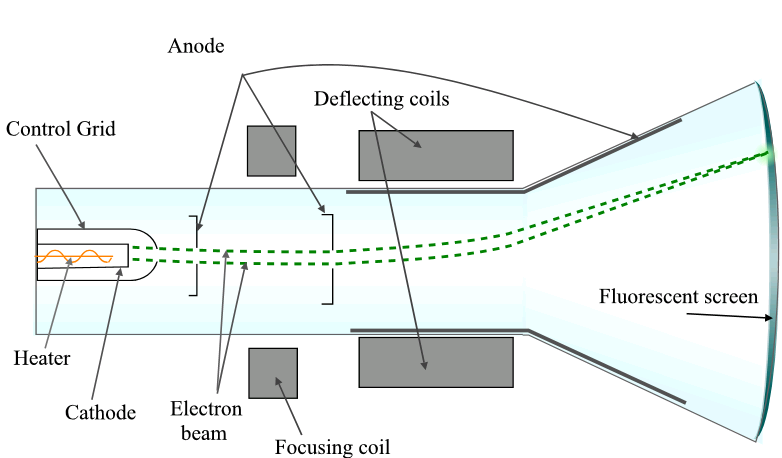 Anode
Deflecting coils
Control Grid
Fluorescent screen
Heater
Cathode
Electron
beam
Focusing coil